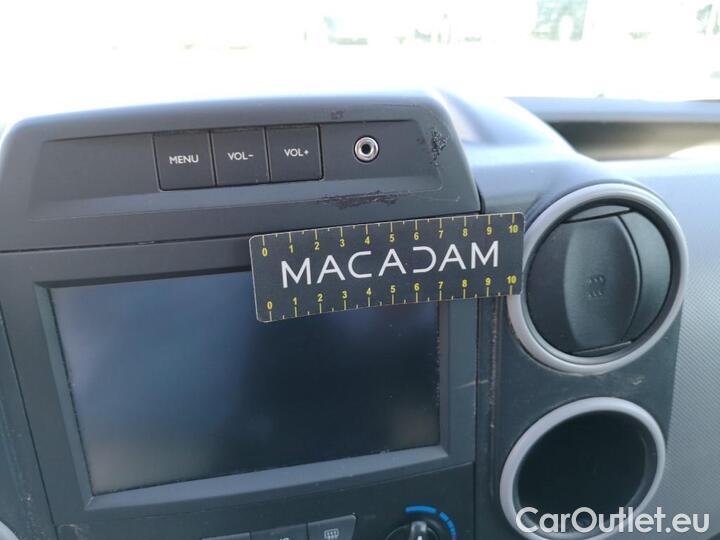 MENU VOL- VOL+
0 1 2 3 4 5 6 7 8 9 10
MACADAM
0 1 2 3 4 5 6 7 8 9 10
CarOutlet.eu